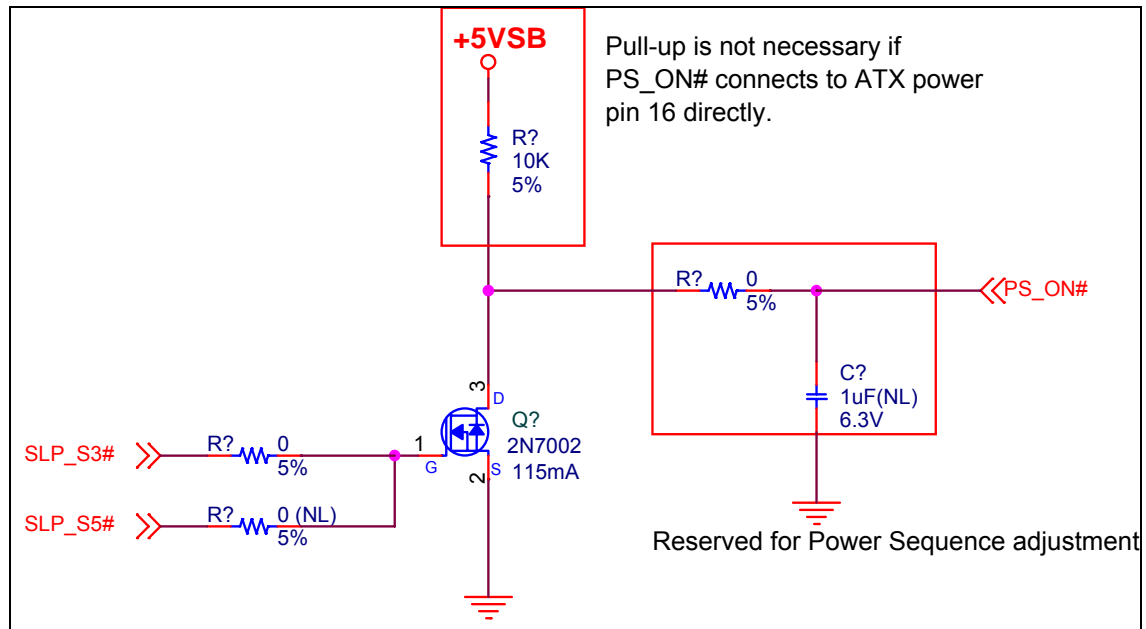 +5VSB
Pull-up is not necessary if
PS_ON# connects to ATX power
pin 16 directly.
R?
10K
5%
R?
0
5%
PS_ON#
C?
1uF(NL)
6.3V
3
D
Q?
2N7002
115mA
1
G
S
2
SLP_S3#
R?
0
5%
SLP_S5#
R?
0 (NL)
5%
Reserved for Power Sequence adjustment